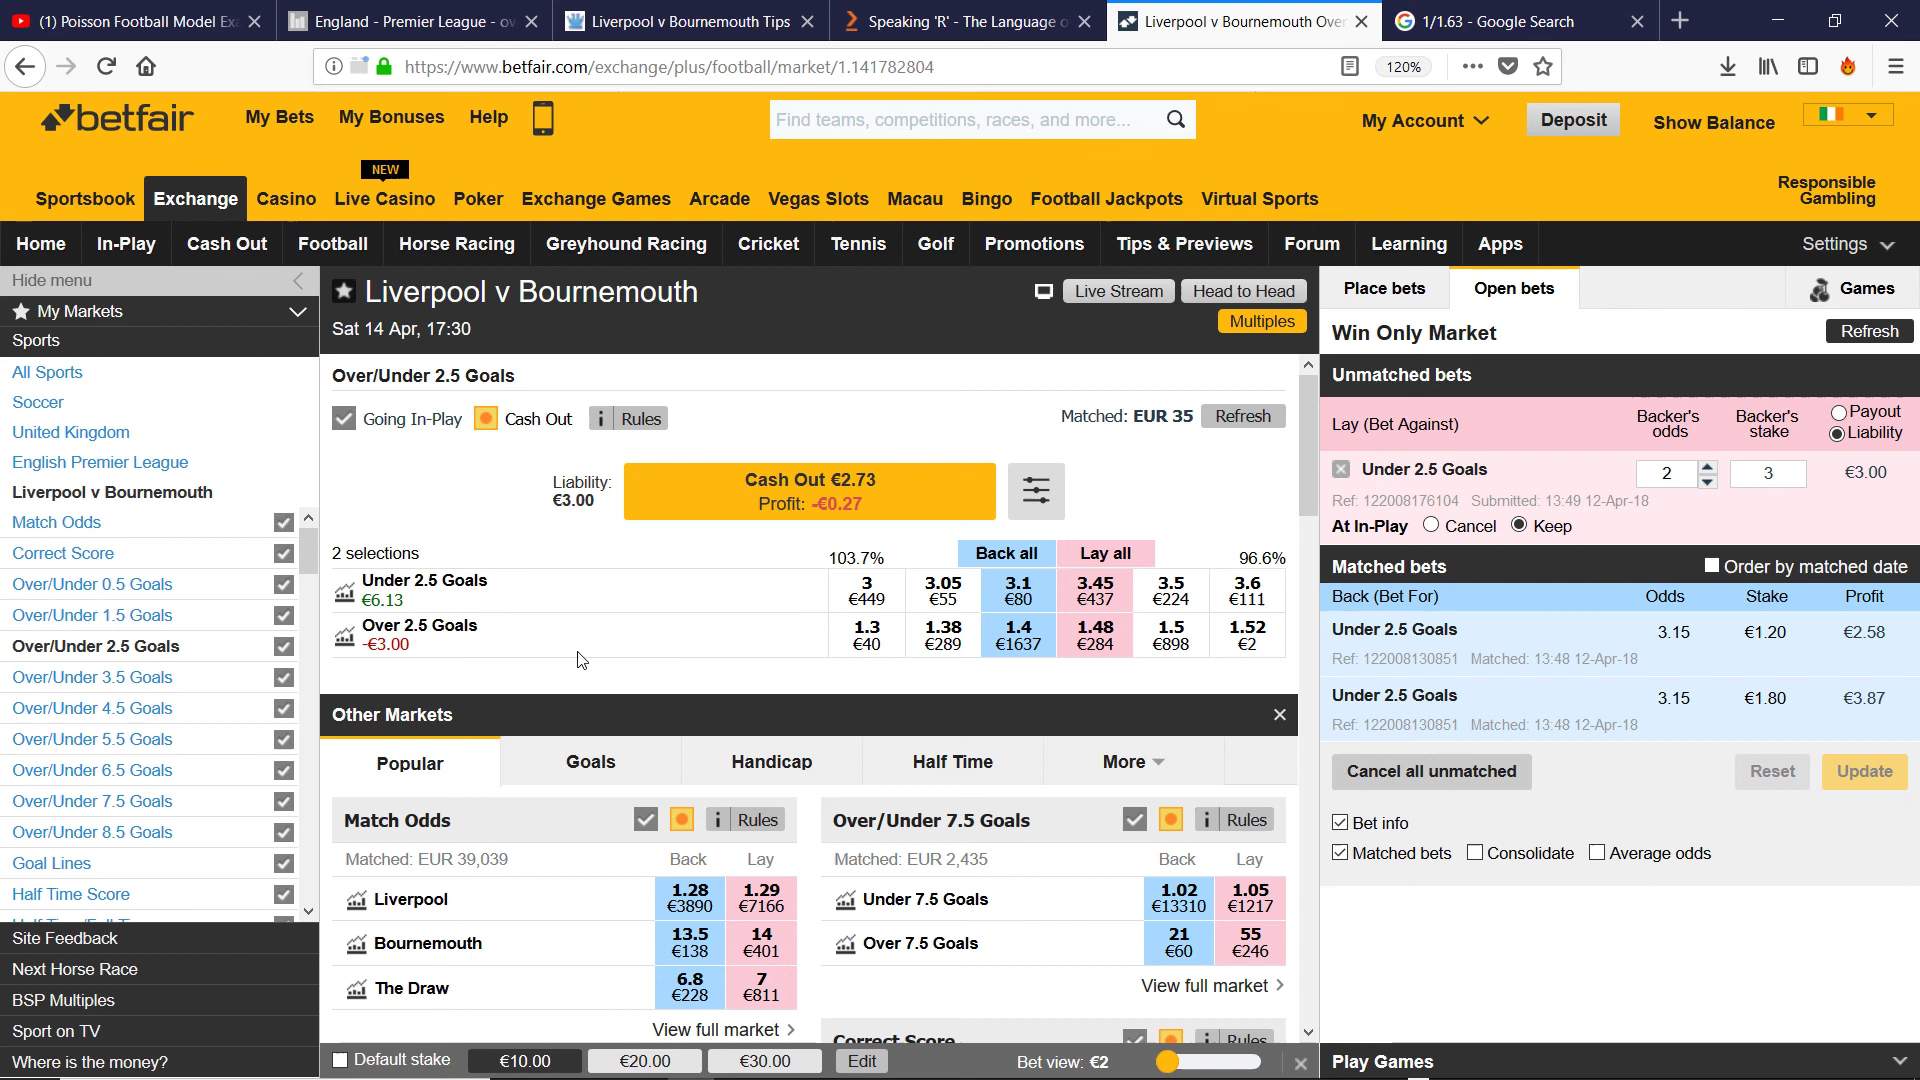 (1) Poisson Football Model Exa
England - Premier League - ov
Liverpool v Bournemouth Tips
Speaking 'R' - The Language o
Liverpool v Bournemouth Over
1/1.63 - Google Search
https://www.betfair.com/exchange/plus/football/market/1.141782804
120%
betfair
My Bets
My Bonuses
Help
Find teams, competitions, races, and more...
My Account
Deposit
Show Balance
NEW
Sportsbook
Exchange
Casino
Live Casino
Poker
Exchange Games
Arcade
Vegas Slots
Macau
Bingo
Football Jackpots
Virtual Sports
Responsible
Gambling
Home
In-Play
Cash Out
Football
Horse Racing
Greyhound Racing
Cricket
Tennis
Golf
Promotions
Tips & Previews
Forum
Learning
Apps
Settings
Hide menu
My Markets
Sports
All Sports
Soccer
United Kingdom
English Premier League
Liverpool v Bournemouth
Match Odds
Correct Score
Over/Under 0.5 Goals
Over/Under 1.5 Goals
Over/Under 2.5 Goals
Over/Under 3.5 Goals
Over/Under 4.5 Goals
Over/Under 5.5 Goals
Over/Under 6.5 Goals
Over/Under 7.5 Goals
Over/Under 8.5 Goals
Goal Lines
Half Time Score
Site Feedback
Next Horse Race
BSP Multiples
Sport on TV
Where is the money?
Liverpool v Bournemouth
Live Stream
Head to Head
Sat 14 Apr, 17:30
Multiples
Over/Under 2.5 Goals
Going In-Play
Cash Out
i Rules
Matched: EUR 35
Refresh
Liability:
€3.00
Cash Out €2.73
Profit: -€0.27
2 selections
103.7%
Back all
Lay all
96.6%
Under 2.5 Goals
€6.13
3 3.05 3.1 3.45 3.5 3.6
€449 €55 €80 €437 €224 €111
Over 2.5 Goals
-€3.00
1.3 1.38 1.4 1.48 1.5 1.52
€40 €289 €1637 €284 €898 €2
Other Markets
Popular
Goals
Handicap
Half Time
More
Match Odds
i Rules
Matched: EUR 39,039
Back Lay
Liverpool
1.28 1.29
€3890 €7166
Bournemouth
13.5 14
€138 €401
The Draw
6.8 7
€228 €811
View full market
Over/Under 7.5 Goals
i Rules
Matched: EUR 2,435
Back Lay
Under 7.5 Goals
1.02 1.05
€13310 €1217
Over 7.5 Goals
21 55
€60 €246
View full market
Correct Score
i Rules
Default stake
€10.00
€20.00
€30.00
Edit
Bet view: €2
Place bets
Open bets
Games
Win Only Market
Refresh
Unmatched bets
Lay (Bet Against)
Backer's
odds
Backer's
stake
Payout
Liability
Under 2.5 Goals
2
3
€3.00
Ref: 122008176104 Submitted: 13:49 12-Apr-18
At In-Play Cancel Keep
Matched bets
Order by matched date
Back (Bet For) Odds Stake Profit
Under 2.5 Goals 3.15 €1.20 €2.58
Ref: 122008130851 Matched: 13:48 12-Apr-18
Under 2.5 Goals 3.15 €1.80 €3.87
Ref: 122008130851 Matched: 13:48 12-Apr-18
Cancel all unmatched
Reset
Update
Bet info
Matched bets Consolidate Average odds
Play Games